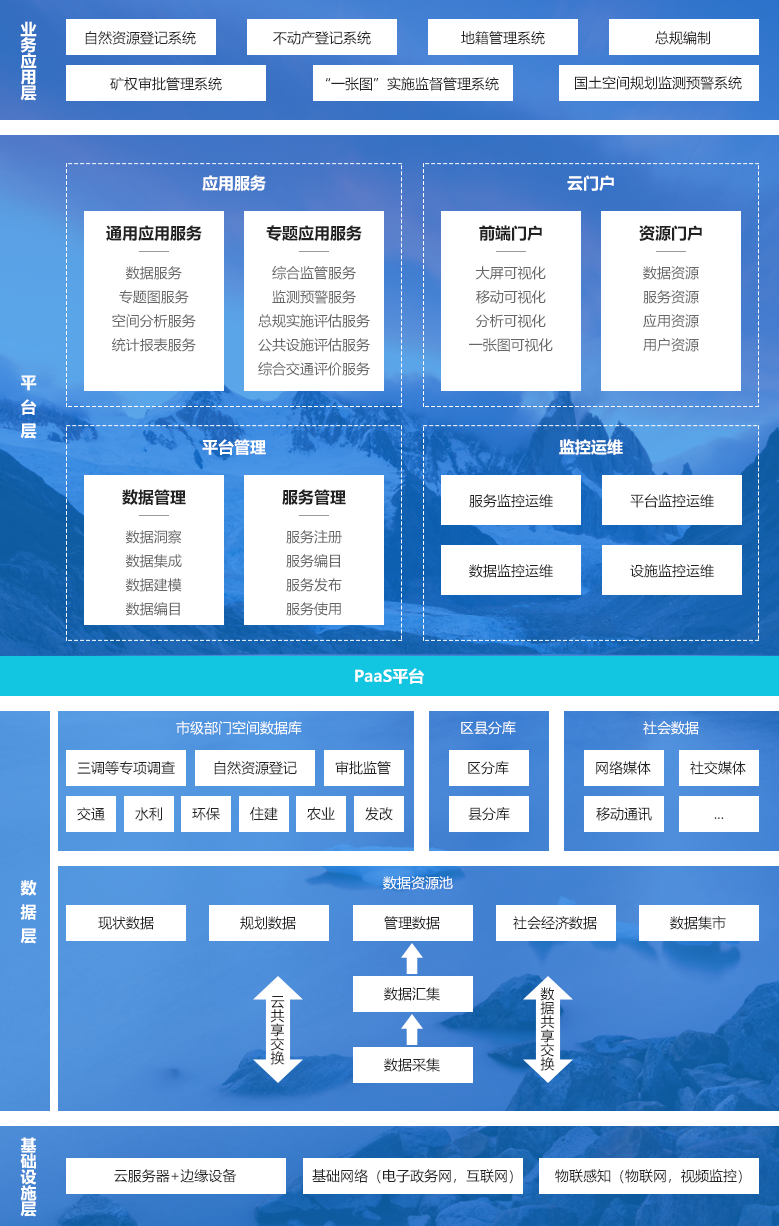 业务应用层
自然资源登记系统
不动产登记系统
地籍管理系统
总规编制
矿权审批管理系统
“一张图”实施监督管理系统
国土空间规划监测预警系统
平台层
应用服务
通用应用服务
数据服务
专题图服务
空间分析服务
统计报表服务
专题应用服务
综合监管服务
监测预警服务
总规实施评估服务
公共设施评估服务
综合交通评价服务
云门户
前端门户
大屏可视化
移动可视化
分析可视化
一张图可视化
资源门户
数据资源
服务资源
应用资源
用户资源
平台管理
数据管理
数据洞察
数据集成
数据建模
数据编目
服务管理
服务注册
服务编目
服务发布
服务使用
监控运维
服务监控运维
平台监控运维
数据监控运维
设施监控运维
PaaS平台
数据层
市级部门空间数据库
三调等专项调查
自然资源登记
审批监管
交通
水利
环保
住建
农业
发改
区县分库
区分库
县分库
社会数据
网络媒体
社交媒体
移动通讯
...
数据资源池
现状数据
规划数据
管理数据
社会经济数据
数据集市
云共享交换
数据汇集
数据采集
数据共享交换
基础设施层
云服务器+边缘设备
基础网络（电子政务网，互联网）
物联感知（物联网，视频监控）